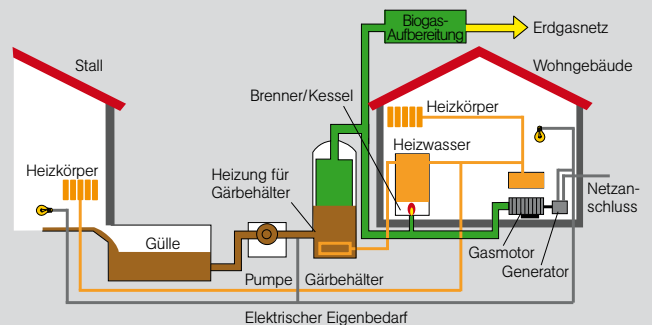 Biogas-
Aufbereitung
Erdgasnetz
Stall
Wohngebäude
Brenner/Kessel
Heizkörper
Heizwasser
Heizkörper
Heizung für
Gärbehälter
Netzan-
schluss
Gülle
Gasmotor
Pumpe
Gärbehälter
Generator
Elektrischer Eigenbedarf